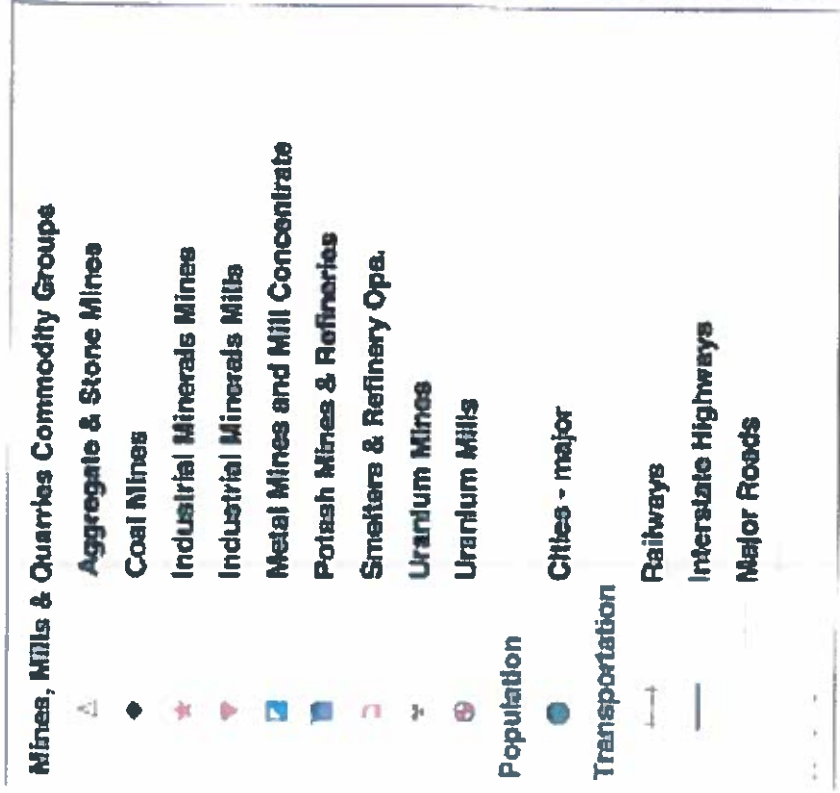 Mines, Mills & Quarries Commodity Groups
Aggregate & Stone Mines
Coal Mines
Industrial Minerals Mines
Industrial Minerals Mills
Metal Mines and Mill Concentrate
Potash Mines & Refineries
Smelters & Refinery Ops.
Uranium Mines
Uranium Mills
Population
Cities - major
Transportation
Railways
Interstate Highways
Major Roads